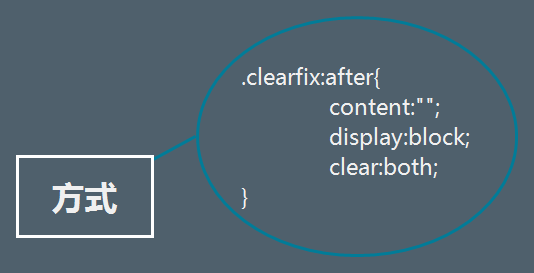 .clearfix:after{
content:"";
display:block;
clear:both;
}
方式